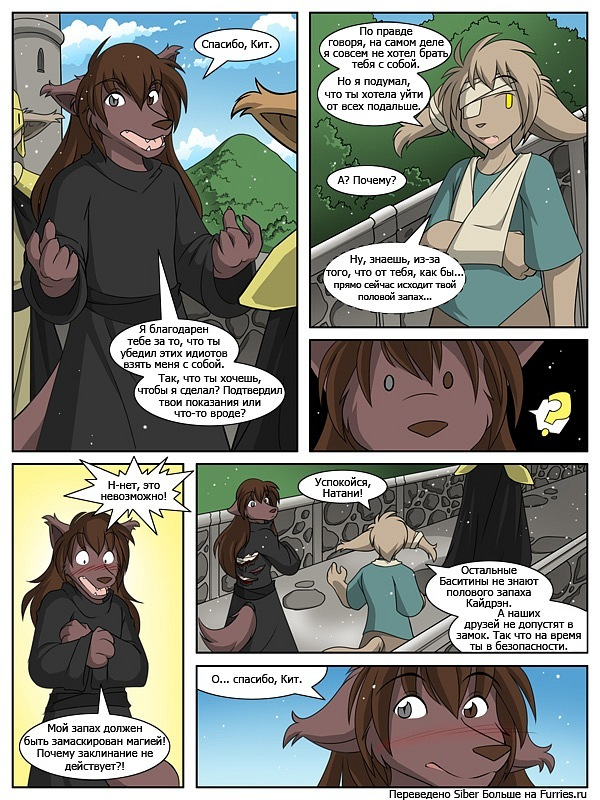 Спасибо, Кит.
Я благодарен
тебе за то, что ты
убедил этих идиотов
взять меня с собой.
Так, что ты хочешь,
чтобы я сделал? Подтвердил
твои показания или
что-то вроде?
По правде
говоря, на самом деле
я совсем не хотел брать
тебя с собой.
Но я подумал,
что ты хотела уйти
от всех подальше.
А? Почему?
Ну, знаешь, из-за
того, что от тебя, как бы...
прямо сейчас исходит твой
половой запах...
?
Н-нет, это
невозможно!
Мой запах должен
быть замаскирован магией!
Почему заклинание не
действует?!
Успокойся,
Натани!
Остальные
Баситины не знают
полового запаха
Кайдрэн.
А наших
друзей не допустят в
замок. Так что на время
ты в безопасности.
О... спасибо, Кит.
Переведено Siber Больше на Furries.ru